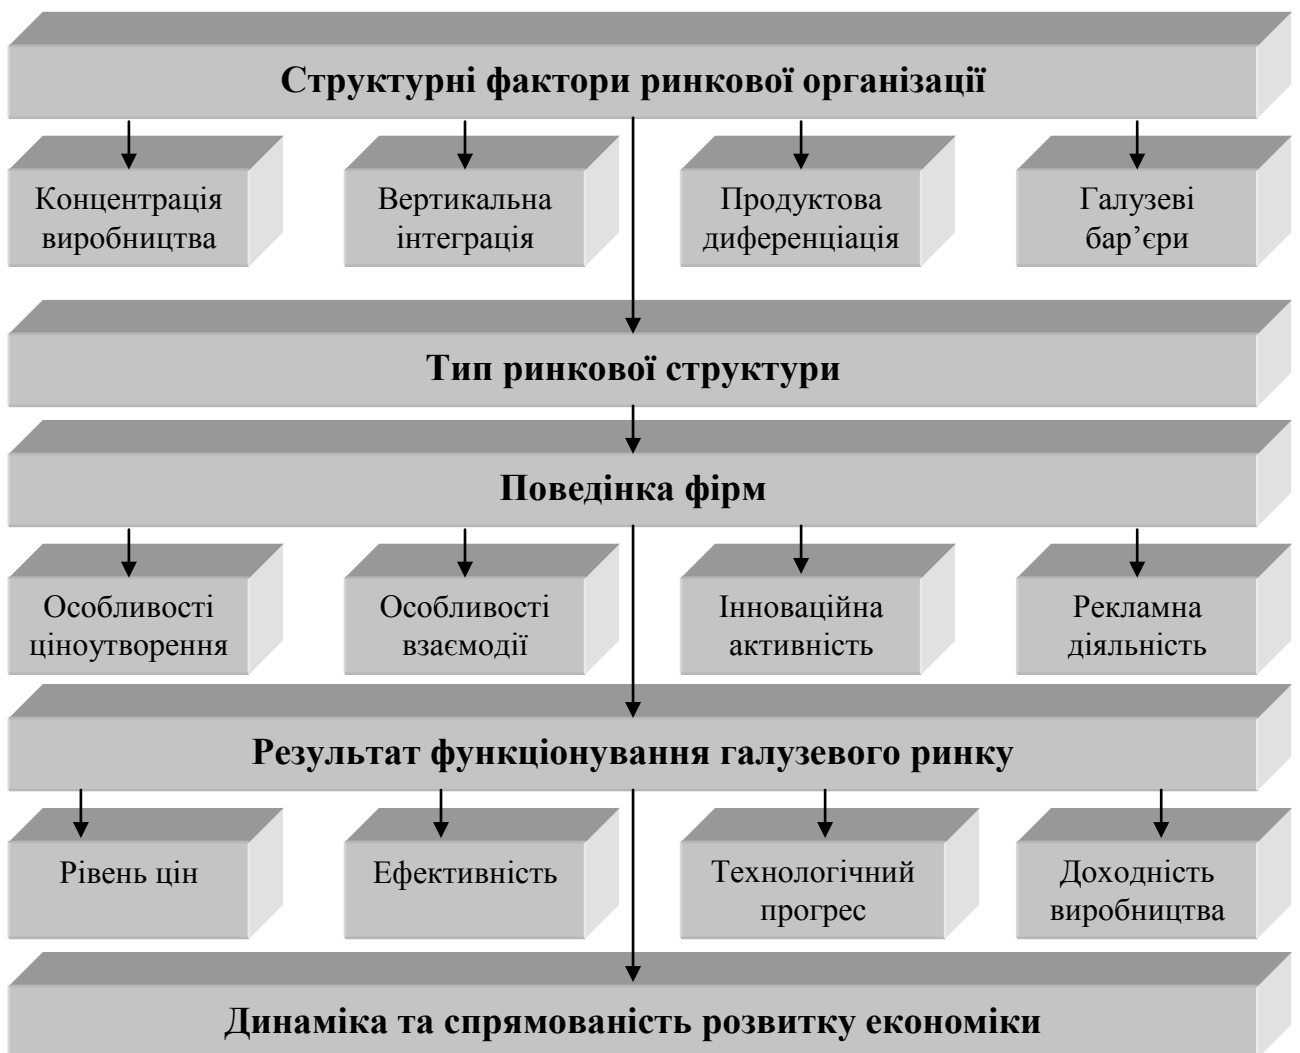 Структурні фактори ринкової організації
Концентрація
виробництва
Вертикальна
інтеграція
Продуктова
диференціація
Галузеві
бар’єри
Тип ринкової структури
Поведінка фірм
Особливості
ціноутворення
Особливості
взаємодії
Інноваційна
активність
Рекламна
діяльність
Результат функціонування галузевого ринку
Рівень цін
Ефективність
Технологічний
прогрес
Доходність
виробництва
Динаміка та спрямованість розвитку економіки